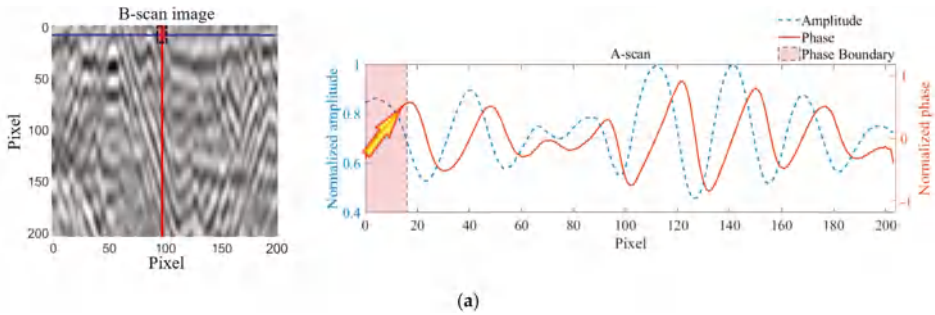 B-scan image
0
50
100
150
200
Pixel
0 50 100 150 200
Pixel
Amplitude
Phase
Phase Boundary
A-scan
Normalized amplitude
1
0.8
0.6
0.4
0 20 40 60 80 100 120 140 160 180 200
Pixel
1
0
-1
Normalized phase
(a)